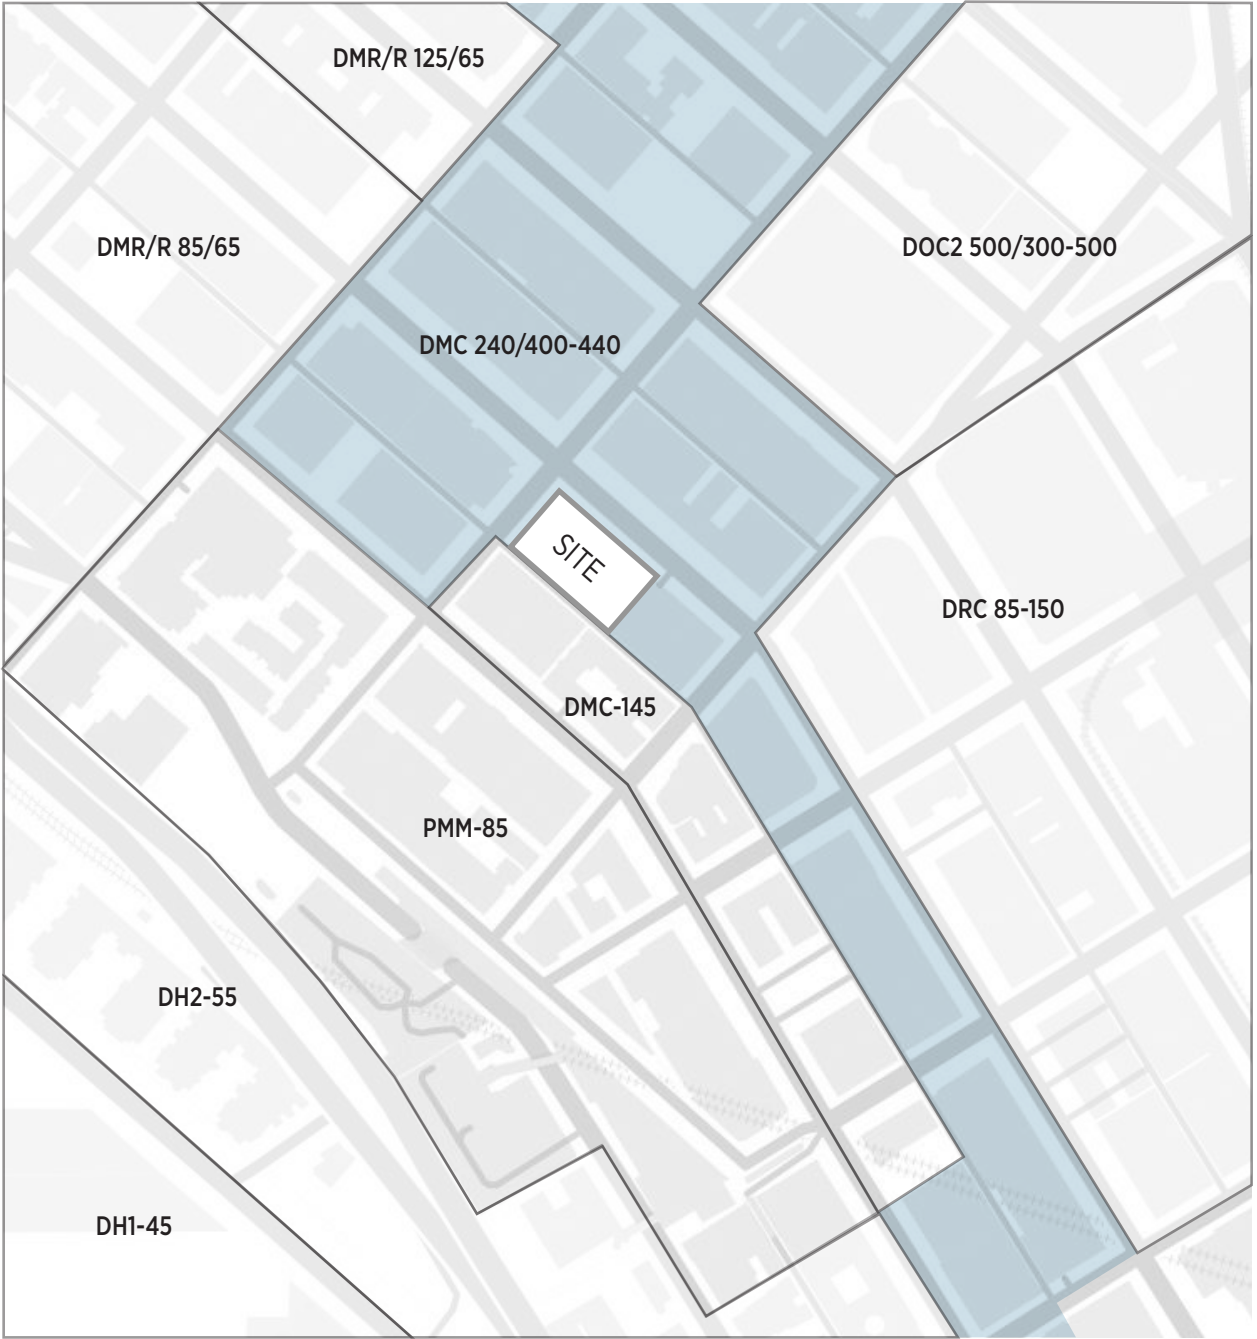 DMR/R 125/65
DMR/R 85/65
DOC2 500/300-500
DMC 240/400-440
SITE
DRC 85-150
DMC-145
PMM-85
DH2-55
DH1-45